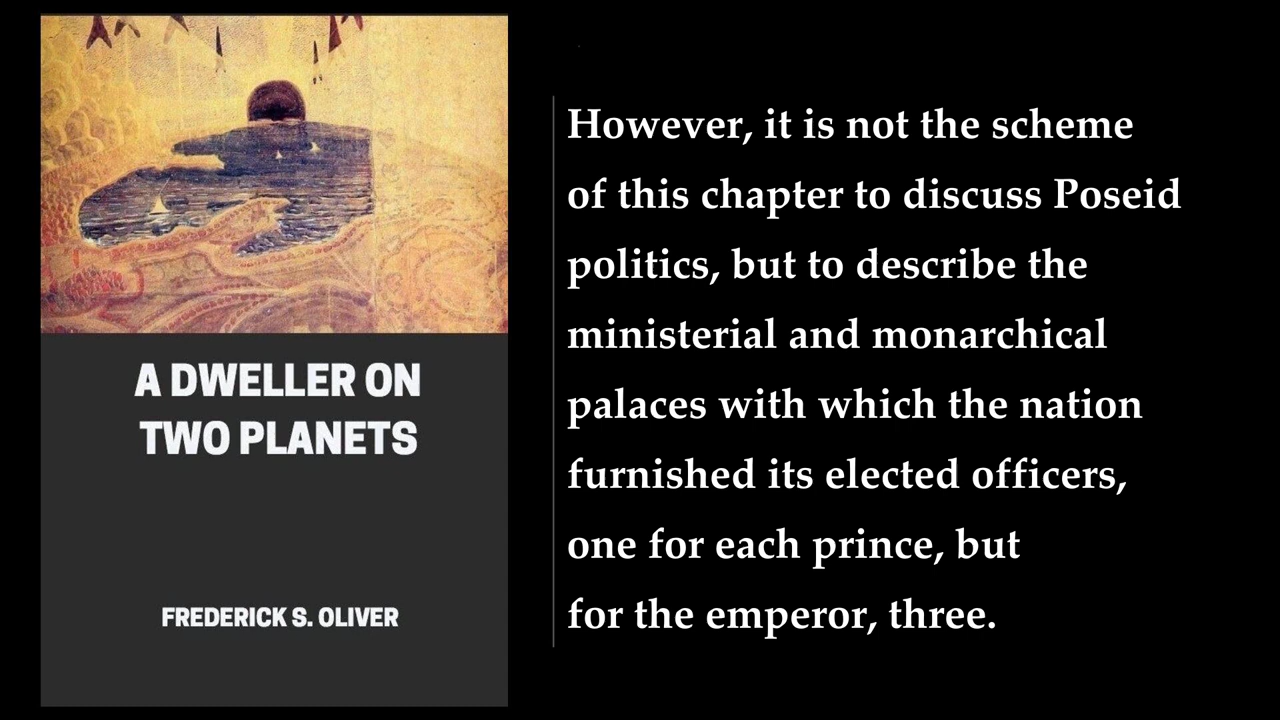 A DWELLER ON
TWO PLANETS
FREDERICK S. OLIVER
However, it is not the scheme
of this chapter to discuss Poseid
politics, but to describe the
ministerial and monarchical
palaces with which the nation
furnished its elected officers,
one for each prince, but
for the emperor, three.